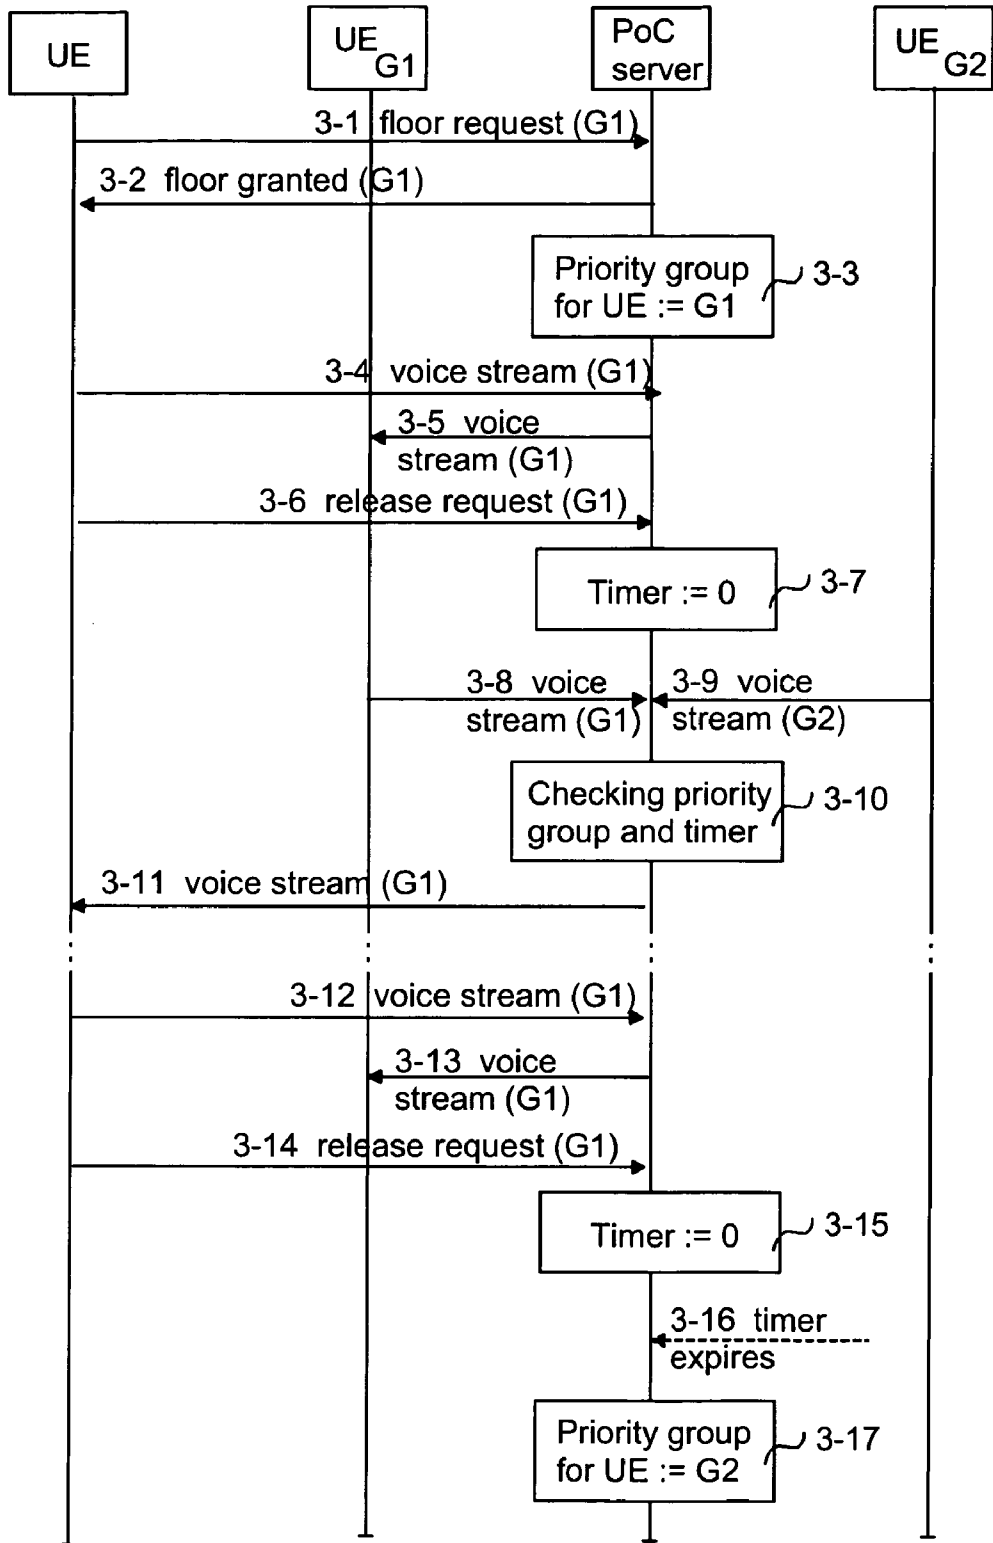 UE
UE G1
PoC
server
UE G2
3-1 floor request (G1)
3-2 floor granted (G1)
Priority group
for UE := G1
3-3
3-4 voice stream (G1)
3-5 voice
stream (G1)
3-6 release request (G1)
Timer := 0
3-7
3-8 voice
stream (G1)
3-9 voice
stream (G2)
Checking priority
group and timer
3-10
3-11 voice stream (G1)
3-12 voice stream (G1)
3-13 voice
stream (G1)
3-14 release request (G1)
Timer := 0
3-15
3-16 timer
expires
Priority group
for UE := G2
3-17